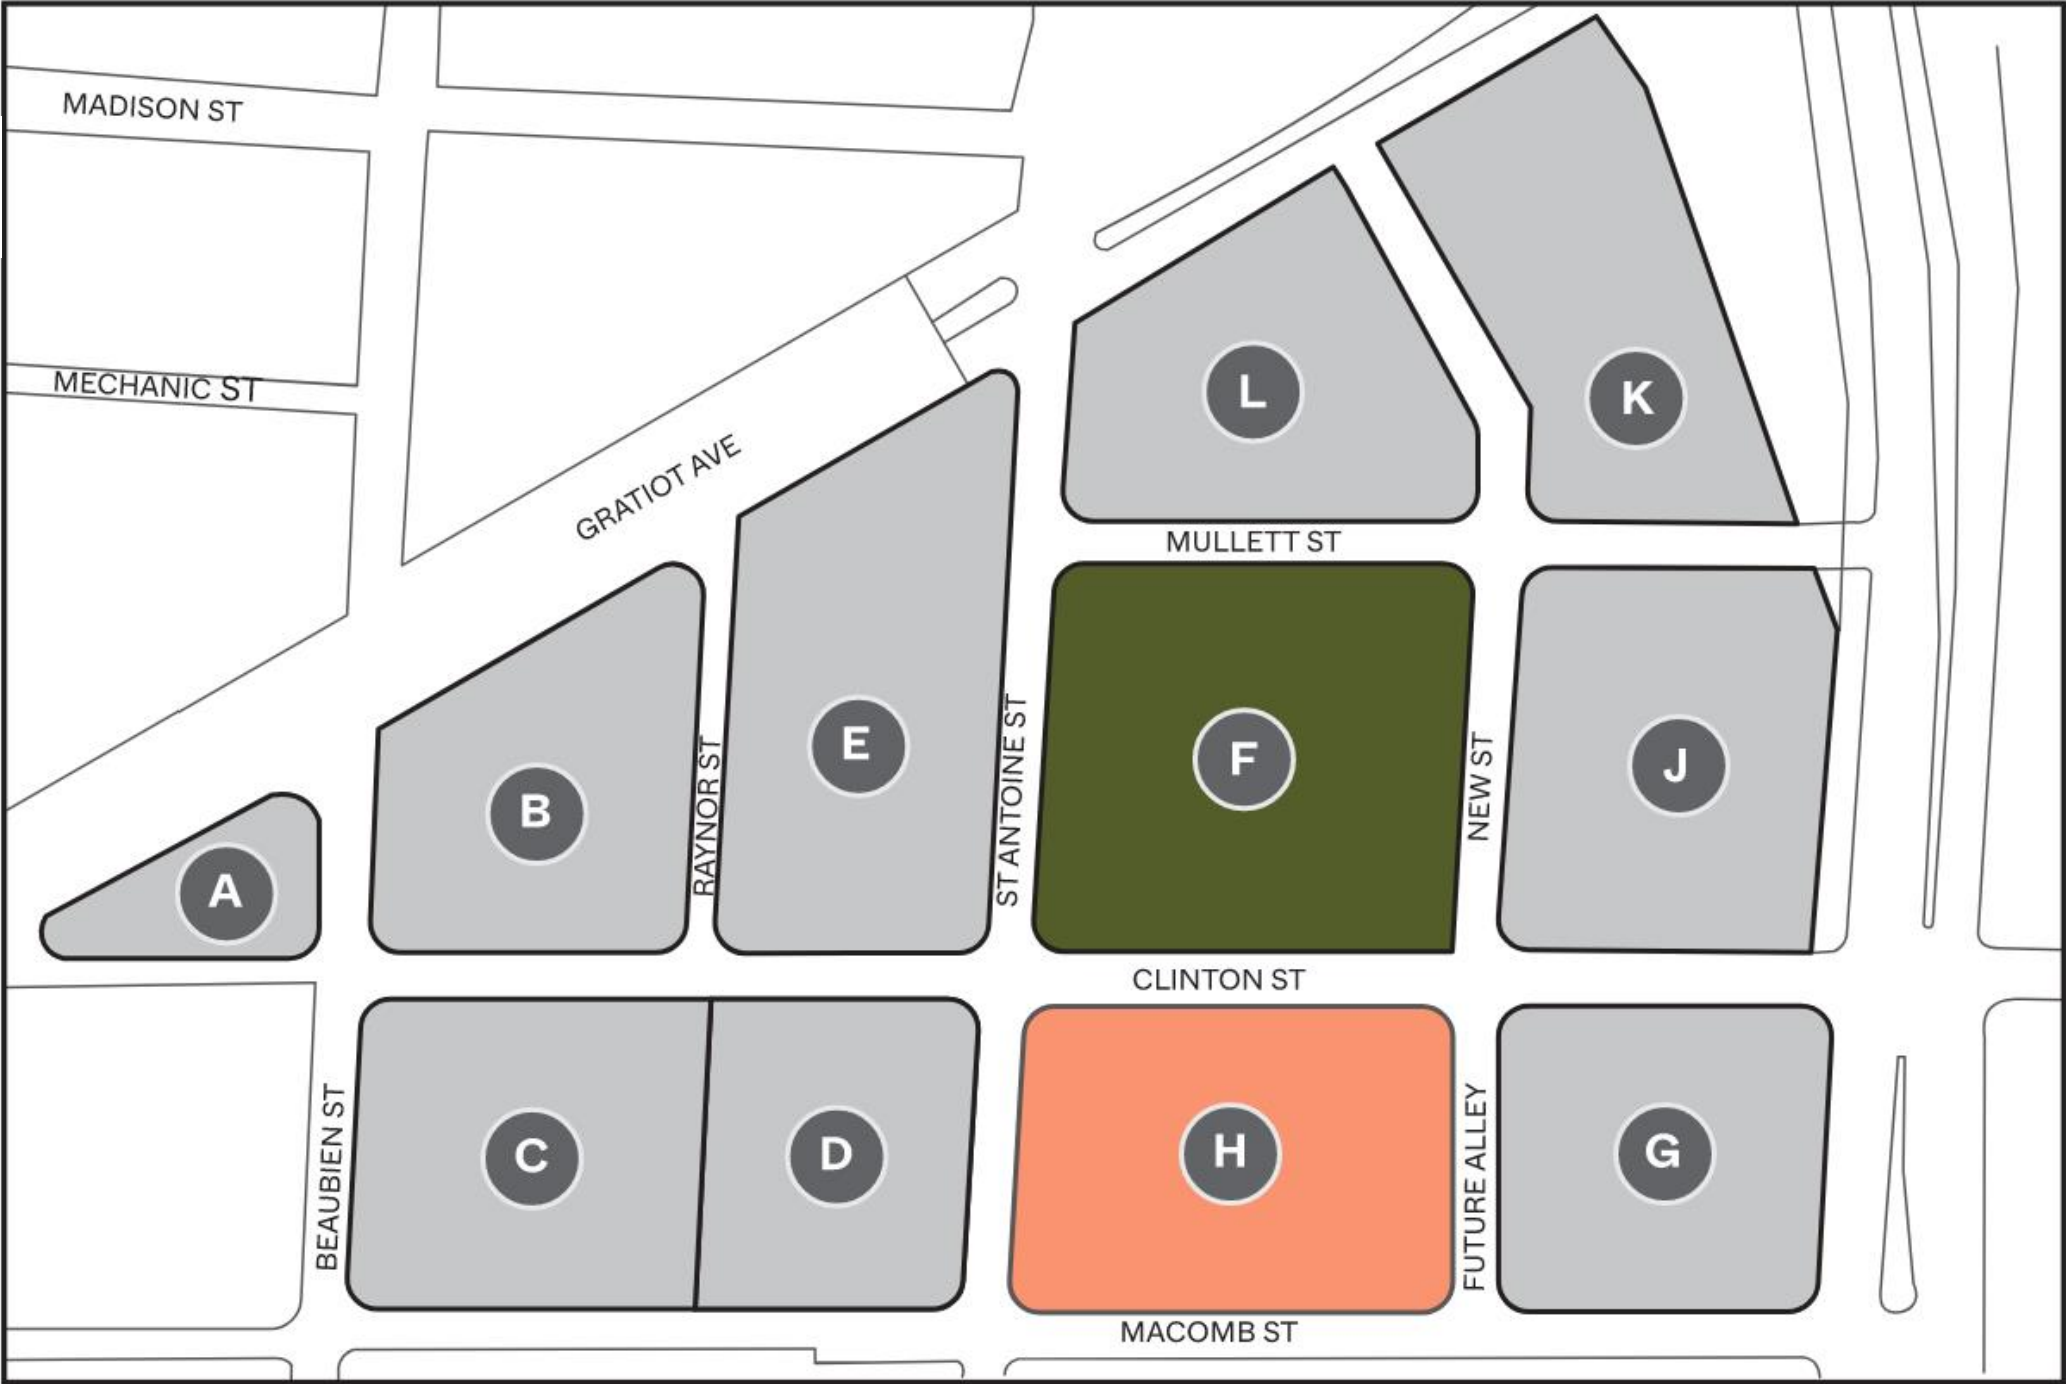 MADISON ST
MECHANIC ST
GRATIOT AVE
L
K
MULLETT ST
A
B
RAYNOR ST
E
ST ANTOINE ST
F
NEW ST
J
CLINTON ST
BEAUBIEN ST
C
D
H
FUTURE ALLEY
G
MACOMB ST